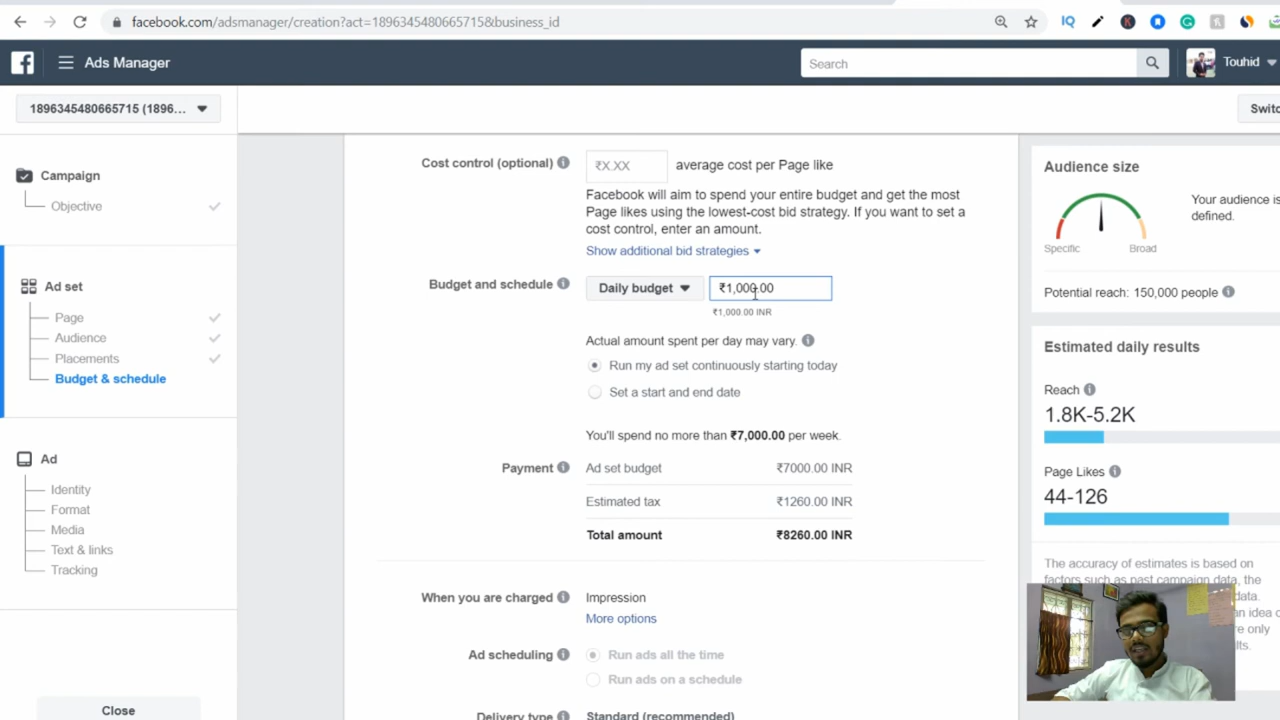 facebook.com/adsmanager/creation?act=1896345480665715&business_id
IQ
Ads Manager
Search
Touhid
1896345480665715 (1896...
Switc
Campaign
Objective
Ad set
Page
Audience
Placements
Budget & schedule
Ad
Identity
Format
Media
Text & links
Tracking
Close
Cost control (optional)
₹X.XX
average cost per Page like
Facebook will aim to spend your entire budget and get the most
Page likes using the lowest-cost bid strategy. If you want to set a
cost control, enter an amount.
Show additional bid strategies
Budget and schedule
Daily budget
₹1,000.00
₹1,000.00 INR
Actual amount spent per day may vary.
Run my ad set continuously starting today
Set a start and end date
You'll spend no more than ₹7,000.00 per week.
Payment
Ad set budget
₹7000.00 INR
Estimated tax
₹1260.00 INR
Total amount
₹8260.00 INR
When you are charged
Impression
More options
Ad scheduling
Run ads all the time
Run ads on a schedule
Delivery type
Standard (recommended)
Audience size
Your audience is
defined.
Specific
Broad
Potential reach: 150,000 people
Estimated daily results
Reach
1.8K-5.2K
Page Likes
44-126
The accuracy of estimates is based on
factors such as past campaign data, the
data.
an idea o
re only
lts.